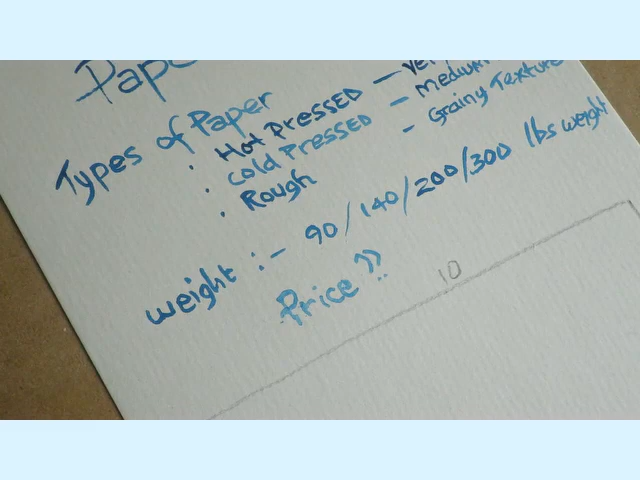 Types of Paper
· Hot Pressed —
· Cold Pressed — Medium
· Rough — Grainy Texture
weight :- 90/140/200/300 lbs weight
Price ??
10